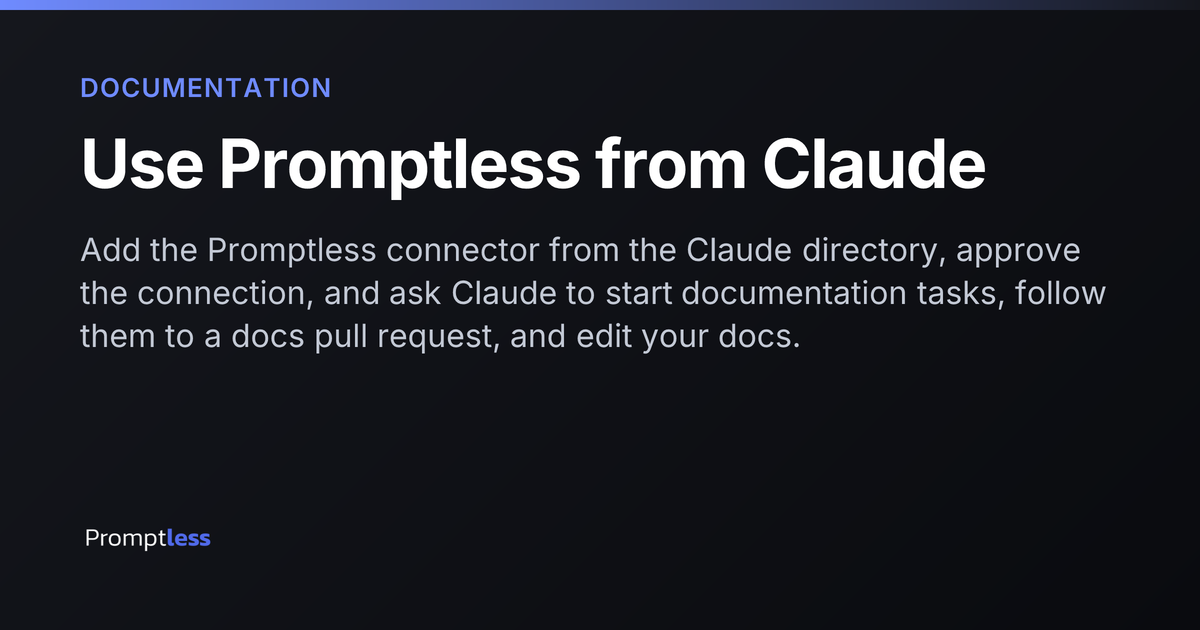 DOCUMENTATION
Use Promptless from Claude
Add the Promptless connector from the Claude directory, approve
the connection, and ask Claude to start documentation tasks, follow
them to a docs pull request, and edit your docs.
Promptless